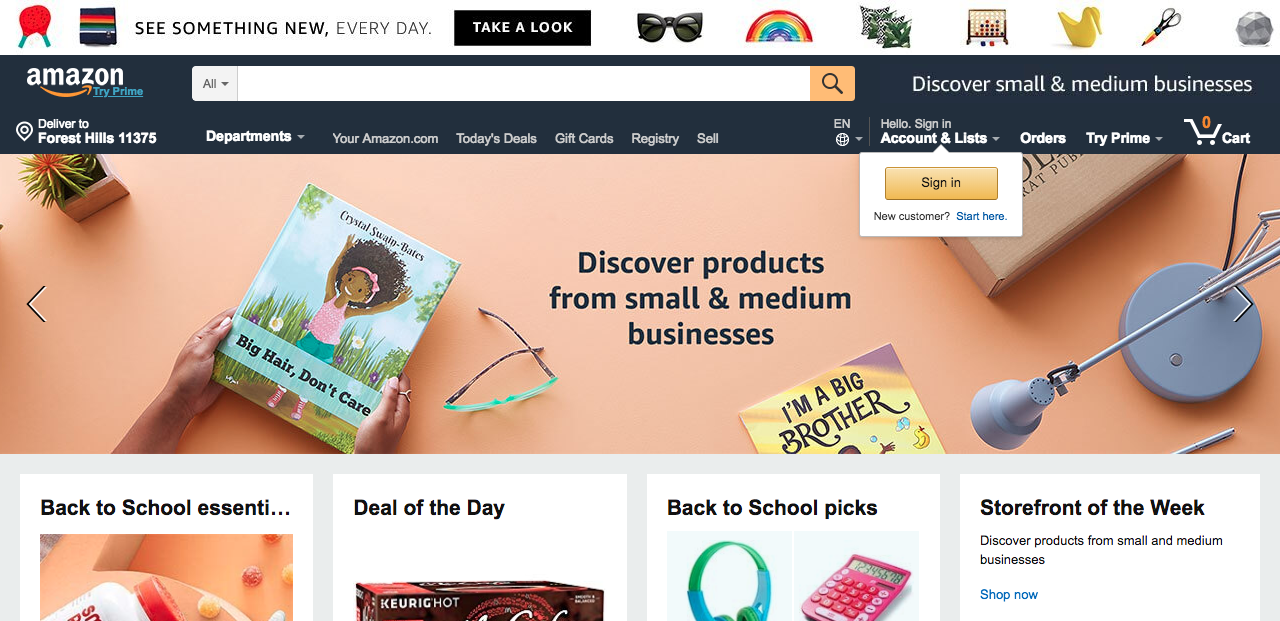 SEE SOMETHING NEW, EVERY DAY.
TAKE A LOOK
amazon
Try Prime
All
Discover small & medium businesses
Deliver to
Forest Hills 11375
Departments
Your Amazon.com
Today's Deals
Gift Cards
Registry
Sell
EN
Hello. Sign in
Account & Lists
Orders
Try Prime
0
Cart
Sign in
New customer? Start here.
RAT PUB
Crystal Swain-Bates
Big Hair, Don't Care
Discover products
from small & medium
businesses
I'M A BIG
BROTHER
Back to School essenti...
Deal of the Day
KEURIG HOT
Back to School picks
Storefront of the Week
Discover products from small and medium
businesses
Shop now